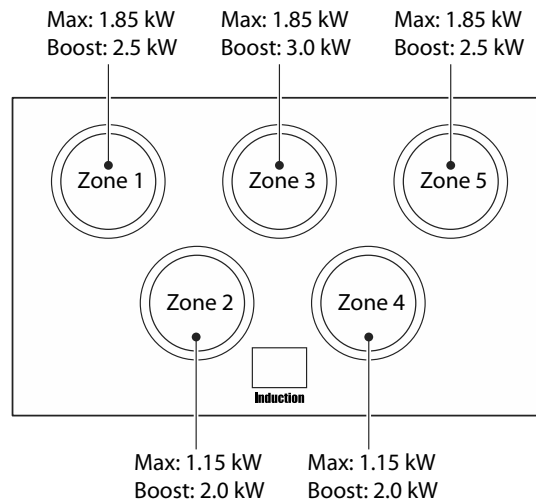 Max: 1.85 kW
Boost: 2.5 kW
Max: 1.85 kW
Boost: 3.0 kW
Max: 1.85 kW
Boost: 2.5 kW
Zone 1
Zone 3
Zone 5
Zone 2
Zone 4
Induction
Max: 1.15 kW
Boost: 2.0 kW
Max: 1.15 kW
Boost: 2.0 kW